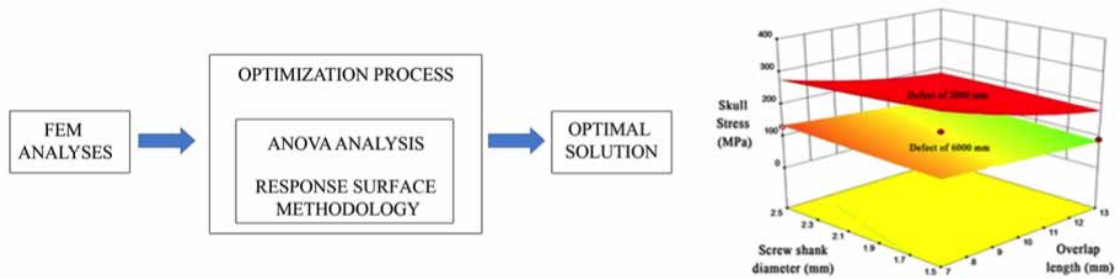 FEM
ANALYSES
OPTIMIZATION PROCESS
ANOVA ANALYSIS
RESPONSE SURFACE
METHODOLOGY
OPTIMAL
SOLUTION
400
300
200
100
0
Skull
Stress
(MPa)
Defect of mm
Defect of 6000 mm
2.5
2.3
2.1
1.9
1.7
1.5
7
8
9
10
11
12
13
Screw shank
diameter (mm)
Overlap
length (mm)